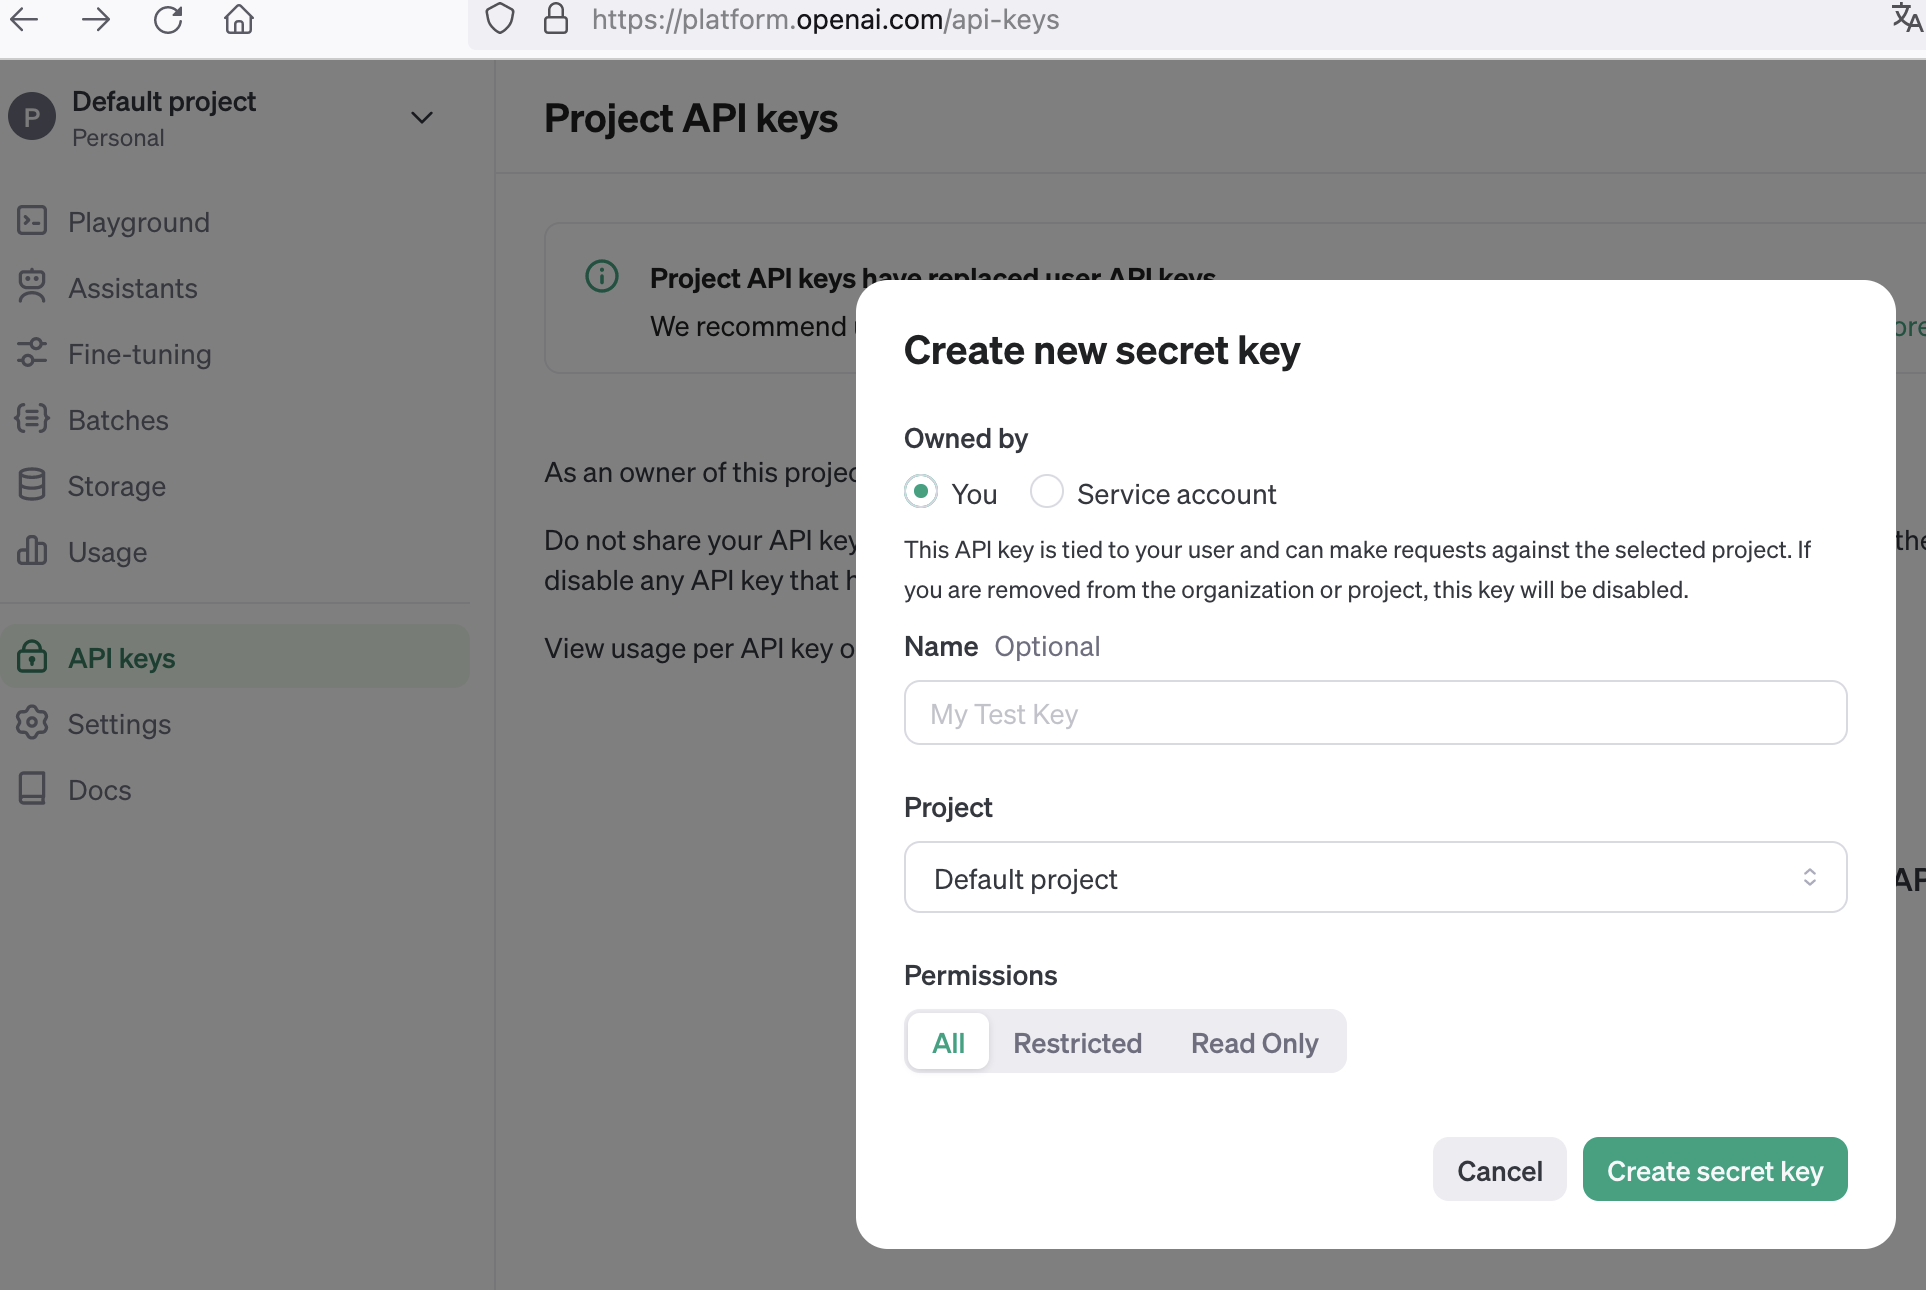 https://platform.openai.com/api-keys
P
Default project
Personal
Playground
Assistants
Fine-tuning
Batches
Storage
Usage
API keys
Settings
Docs
Project API keys
Project API keys have replaced user API keys
We recommend
As an owner of this projec
Do not share your API key
disable any API key that h
View usage per API key o
ore
the
AP
Create new secret key
Owned by
You Service account
This API key is tied to your user and can make requests against the selected project. If
you are removed from the organization or project, this key will be disabled.
Name Optional
My Test Key
Project
Default project
Permissions
All Restricted Read Only
Cancel Create secret key